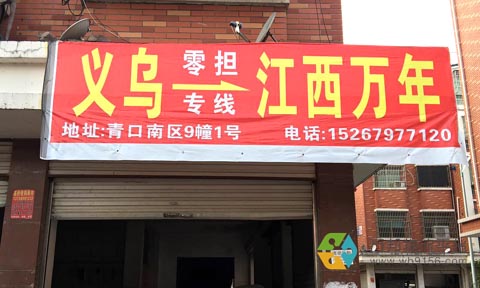 义乌 零担专线 江西万年
地址:青口南区9幢1号 电话:15267977120
www.wb9156.com